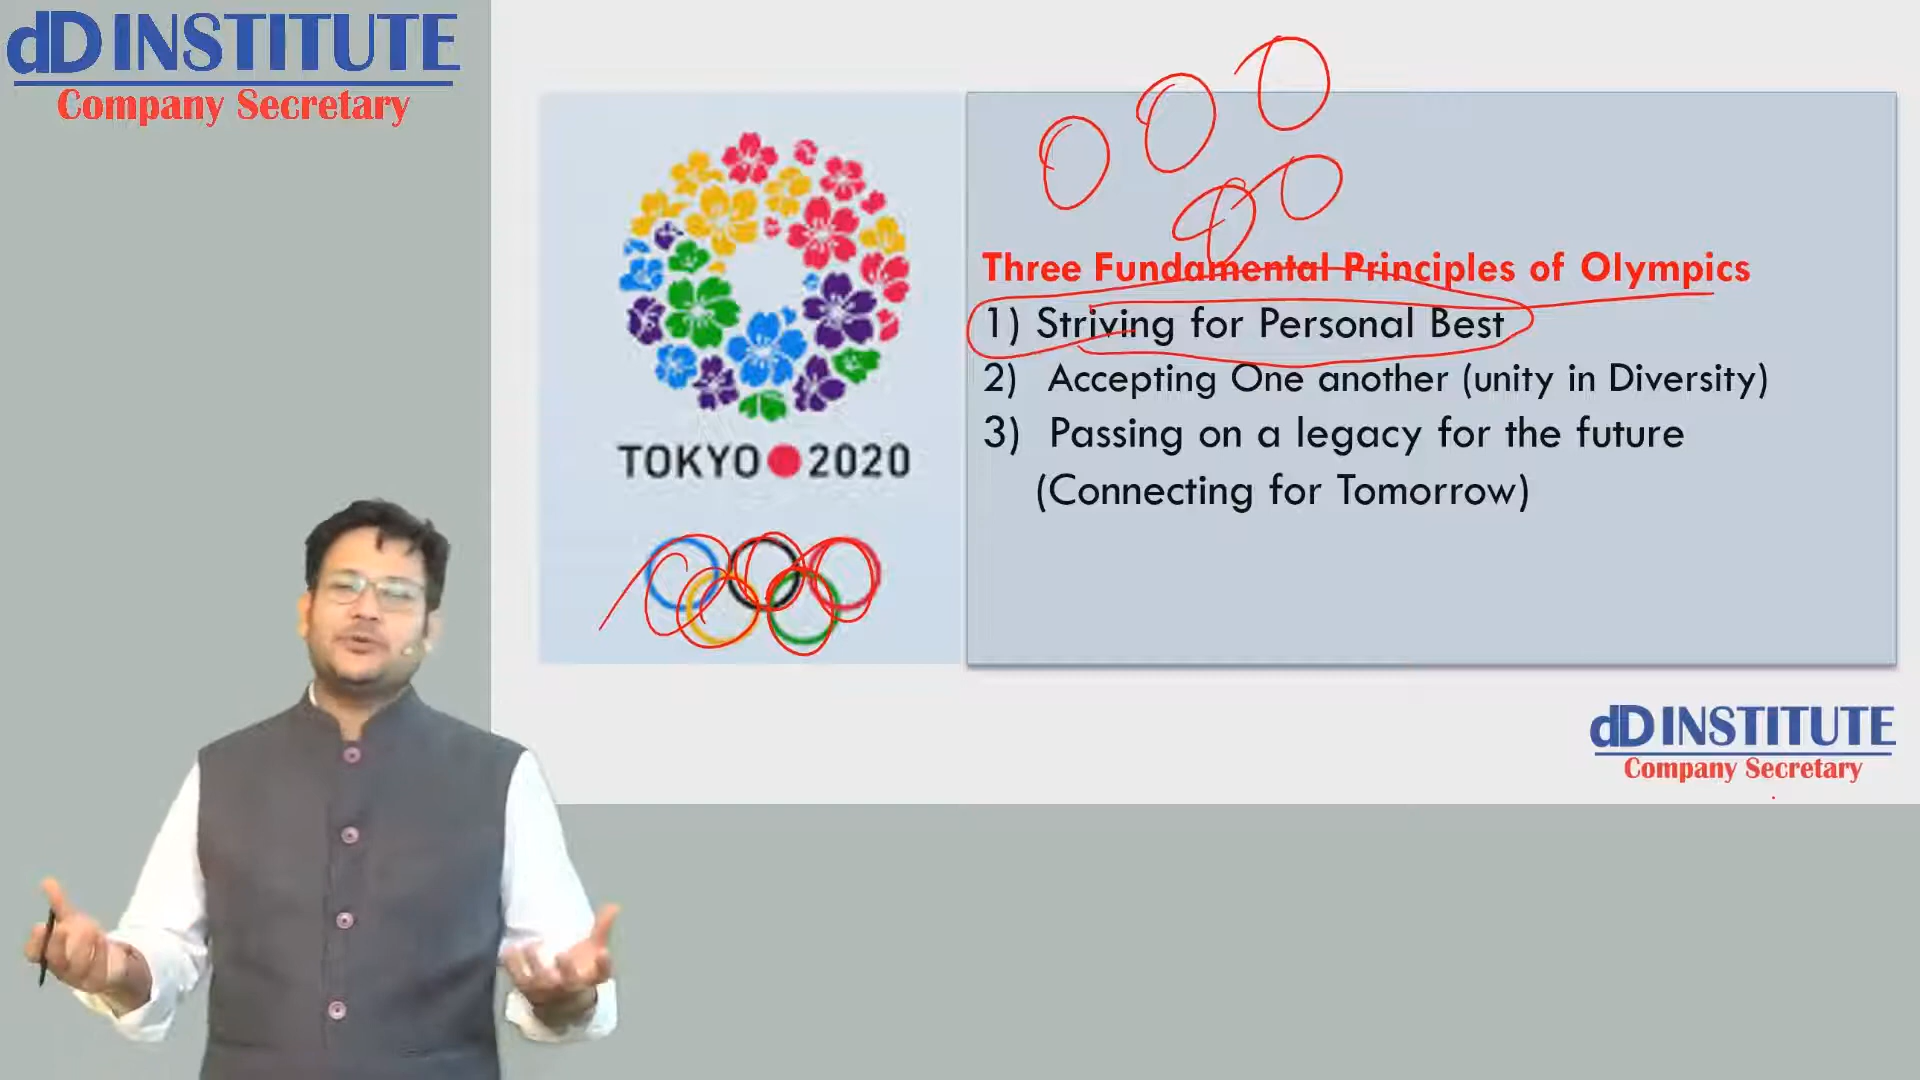 dD INSTITUTE
Company Secretary
TOKYO 2020
Three Fundamental Principles of Olympics
1) Striving for Personal Best
2) Accepting One another (unity in Diversity)
3) Passing on a legacy for the future
(Connecting for Tomorrow)
dD INSTITUTE
Company Secretary